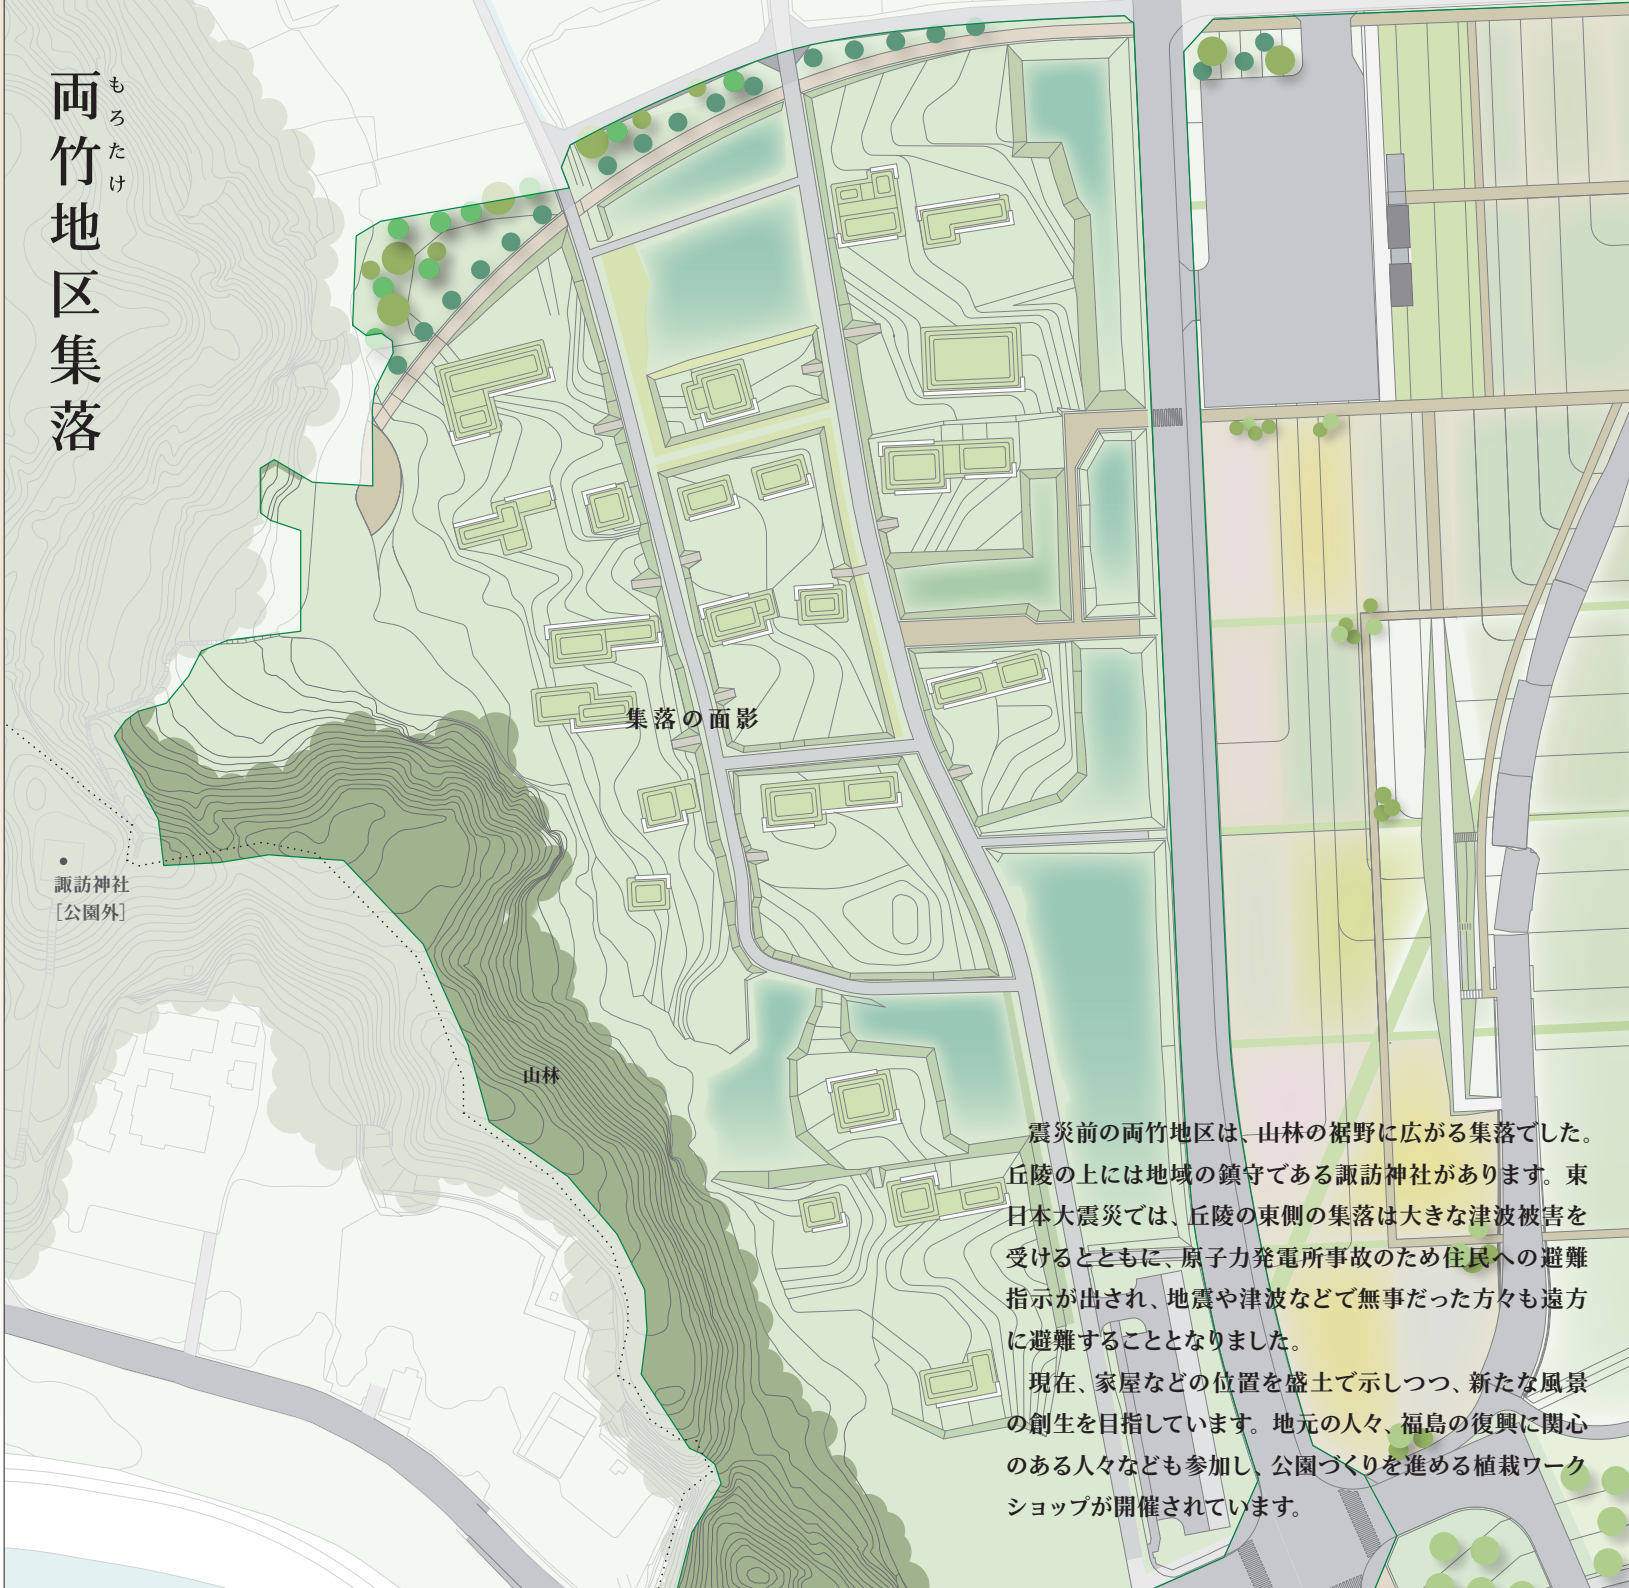 両竹地区集落
もろたけ
集落の面影
諏訪神社
［公園外］
山林
震災前の両竹地区は、山林の裾野に広がる集落でした。
丘陵の上には地域の鎮守である諏訪神社があります。東
日本大震災では、丘陵の東側の集落は大きな津波被害を
受けるとともに、原子力発電所事故のため住民への避難
指示が出され、地震や津波などで無事だった方々も遠方
に避難することとなりました。
現在、家屋などの位置を盛土で示しつつ、新たな風景
の創生を目指しています。地元の人々、福島の復興に関心
のある人々なども参加し、公園づくりを進める植栽ワーク
ショップが開催されています。